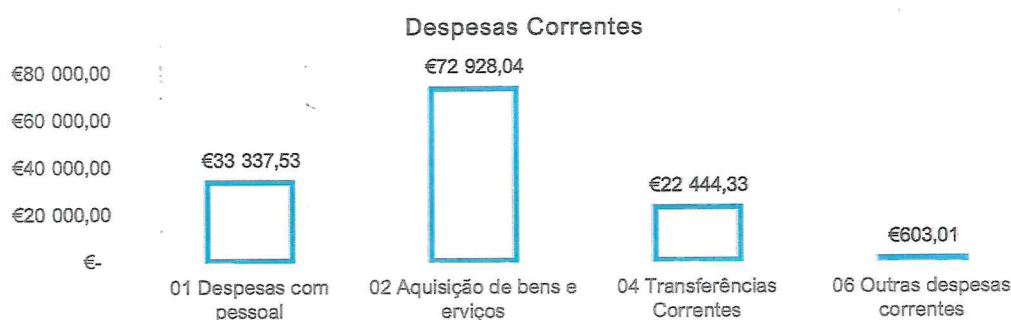 Despesas Correntes
€80 000,00
€60 000,00
€40 000,00
€20 000,00
€-
€33 337,53
€72 928,04
€22 444,33
€603,01
01 Despesas com
pessoal
02 Aquisição de bens e
erviços
04 Transferências
Correntes
06 Outras despesas
correntes